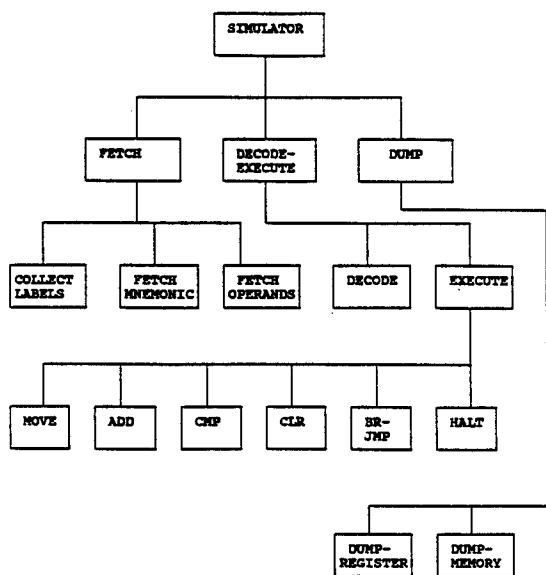 SIMULATOR
FETCH
DECODE-
EXECUTE
DUMP
COLLECT
LABELS
FETCH
MNEMONIC
FETCH
OPERANDS
DECODE
EXECUTE
MOVE
ADD
CMP
CLR
BR-
JMP
HALT
DUMP-
REGISTER
DUMP-
MEMORY